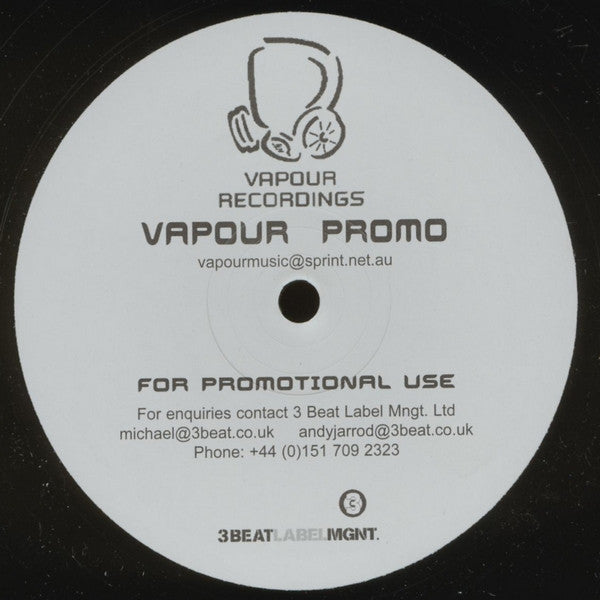 VAPOUR
RECORDINGS
VAPOUR PROMO
vapourmusic@sprint.net.au
FOR PROMOTIONAL USE
For enquiries contact 3 Beat Label Mngt. Ltd
michael@3beat.co.uk andyjarrod@3beat.co.uk
Phone: +44 (0)151 709 2323
3BEATLABELMGNT.